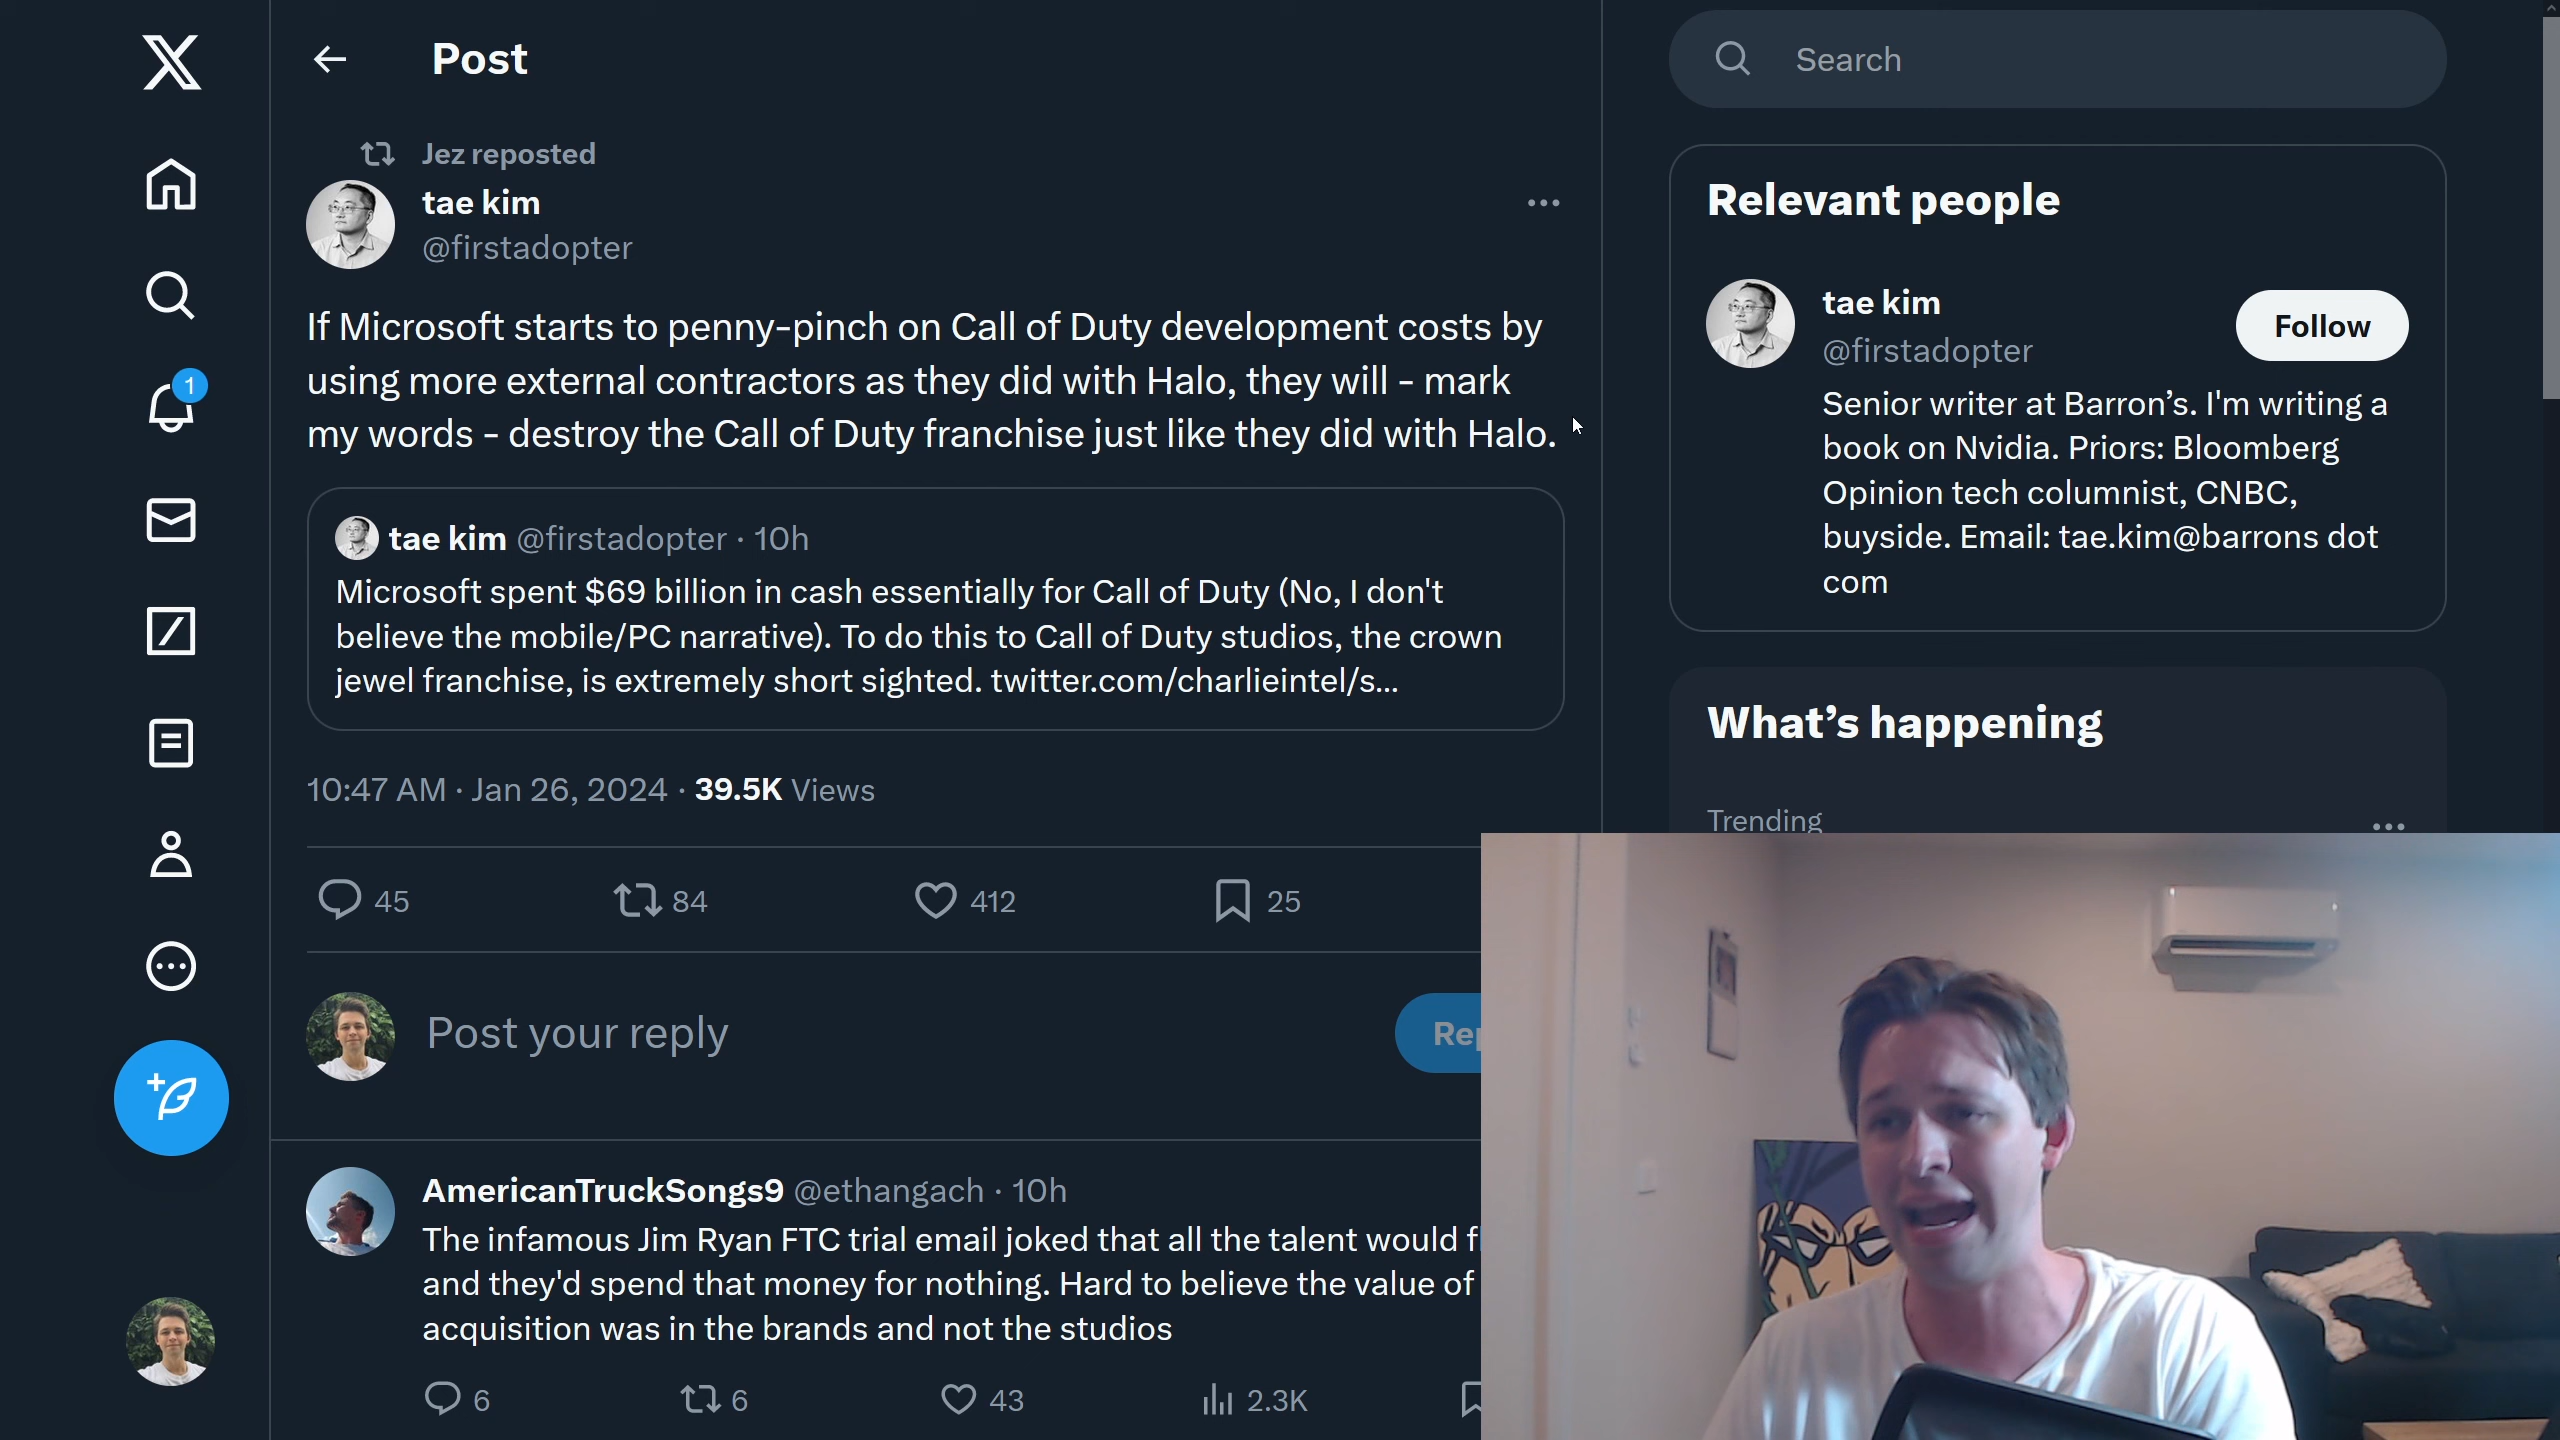 Post
Search
Jez reposted
tae kim
@firstadopter
If Microsoft starts to penny-pinch on Call of Duty development costs by
using more external contractors as they did with Halo, they will - mark
my words - destroy the Call of Duty franchise just like they did with Halo.
tae kim @firstadopter · 10h
Microsoft spent $69 billion in cash essentially for Call of Duty (No, I don't
believe the mobile/PC narrative). To do this to Call of Duty studios, the crown
jewel franchise, is extremely short sighted. twitter.com/charlieintel/s...
10:47 AM · Jan 26, 2024 · 39.5K Views
45 84 412 25
Post your reply
AmericanTruckSongs9 @ethangach · 10h
The infamous Jim Ryan FTC trial email joked that all the talent would
and they'd spend that money for nothing. Hard to believe the value of
acquisition was in the brands and not the studios
6 6 43 2.3K
1
Relevant people
tae kim
@firstadopter
Follow
Senior writer at Barron’s. I'm writing a
book on Nvidia. Priors: Bloomberg
Opinion tech columnist, CNBC,
buyside. Email: tae.kim@barrons dot
com
What’s happening
Trending